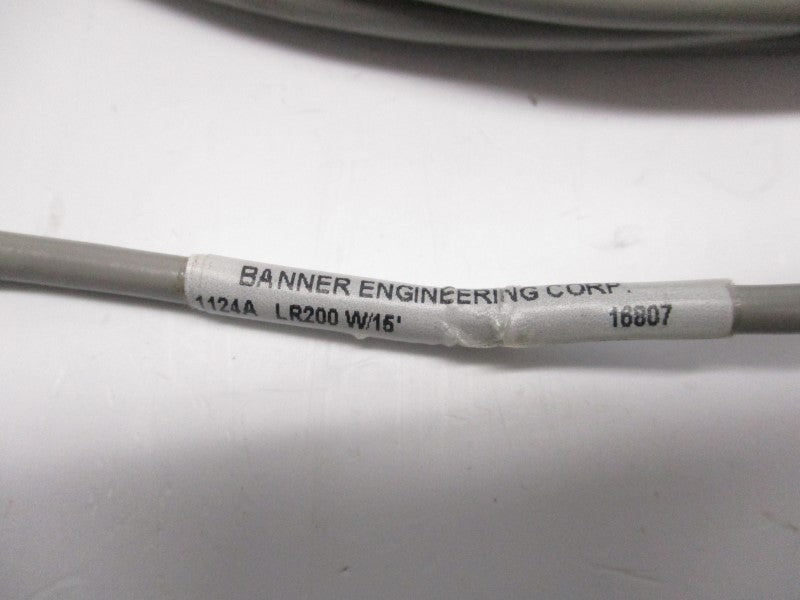 BANNER ENGINEERING CORP.
1124A LR200 W/15' 16807